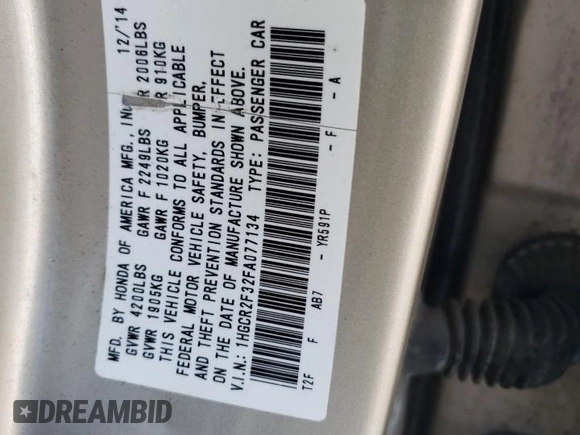 MFD. BY HONDA OF AMERICA MFG., INC. 12/'14
GVWR 4200LBS GAWR F 2249LBS R 2006LBS
GVWR 1905KG GAWR F 1020KG R 910KG
THIS VEHICLE CONFORMS TO ALL APPLICABLE
FEDERAL MOTOR VEHICLE SAFETY, BUMPER,
AND THEFT PREVENTION STANDARDS IN EFFECT
ON THE DATE OF MANUFACTURE SHOWN ABOVE.
V.I.N.: 1HGCR2F32FA077134 TYPE: PASSENGER CAR
T2F F AB7 - YR591P - F - A
DREAMBID